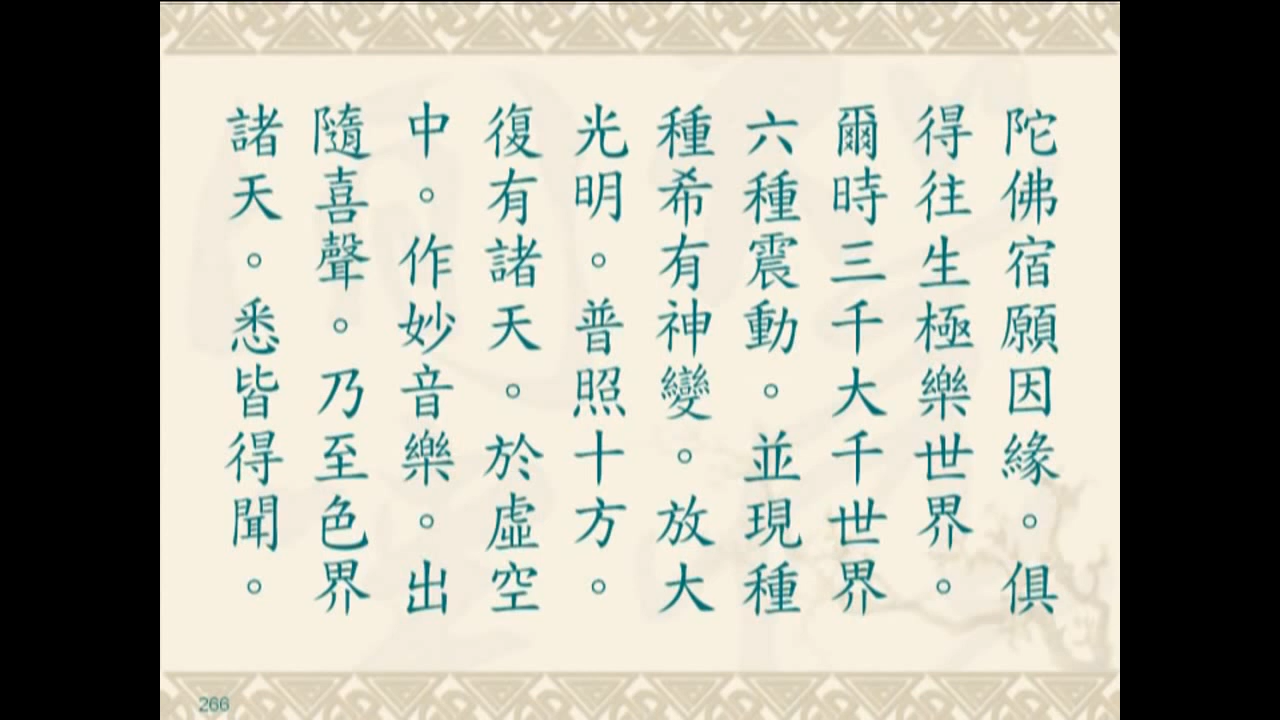 陀佛宿願因緣。俱
得往生極樂世界。
爾時三千大千世界
六種震動。並現種
種希有神變。放大
光明。普照十方。
復有諸天。於虛空
中。作妙音樂。出
隨喜聲。乃至色界
諸天。悉皆得聞。
266